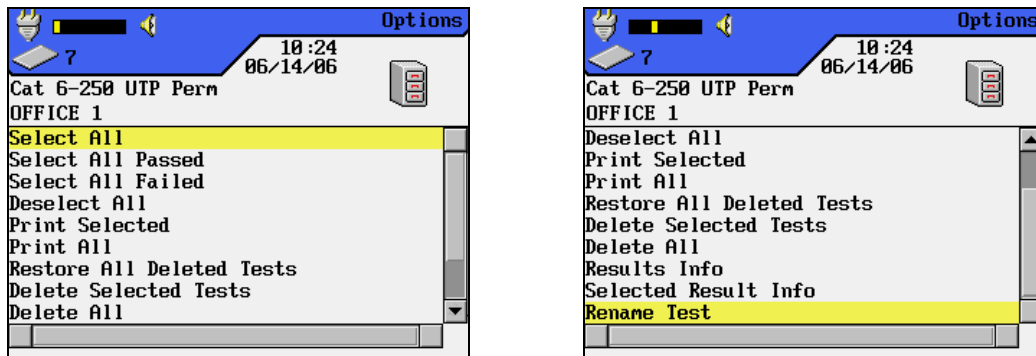 Options
7
10:24
06/14/06
Cat 6-250 UTP Perm
OFFICE 1
Select All
Select All Passed
Select All Failed
Deselect All
Print Selected
Print All
Restore All Deleted Tests
Delete Selected Tests
Delete All
Options
7
10:24
06/14/06
Cat 6-250 UTP Perm
OFFICE 1
Deselect All
Print Selected
Print All
Restore All Deleted Tests
Delete Selected Tests
Delete All
Results Info
Selected Result Info
Rename Test